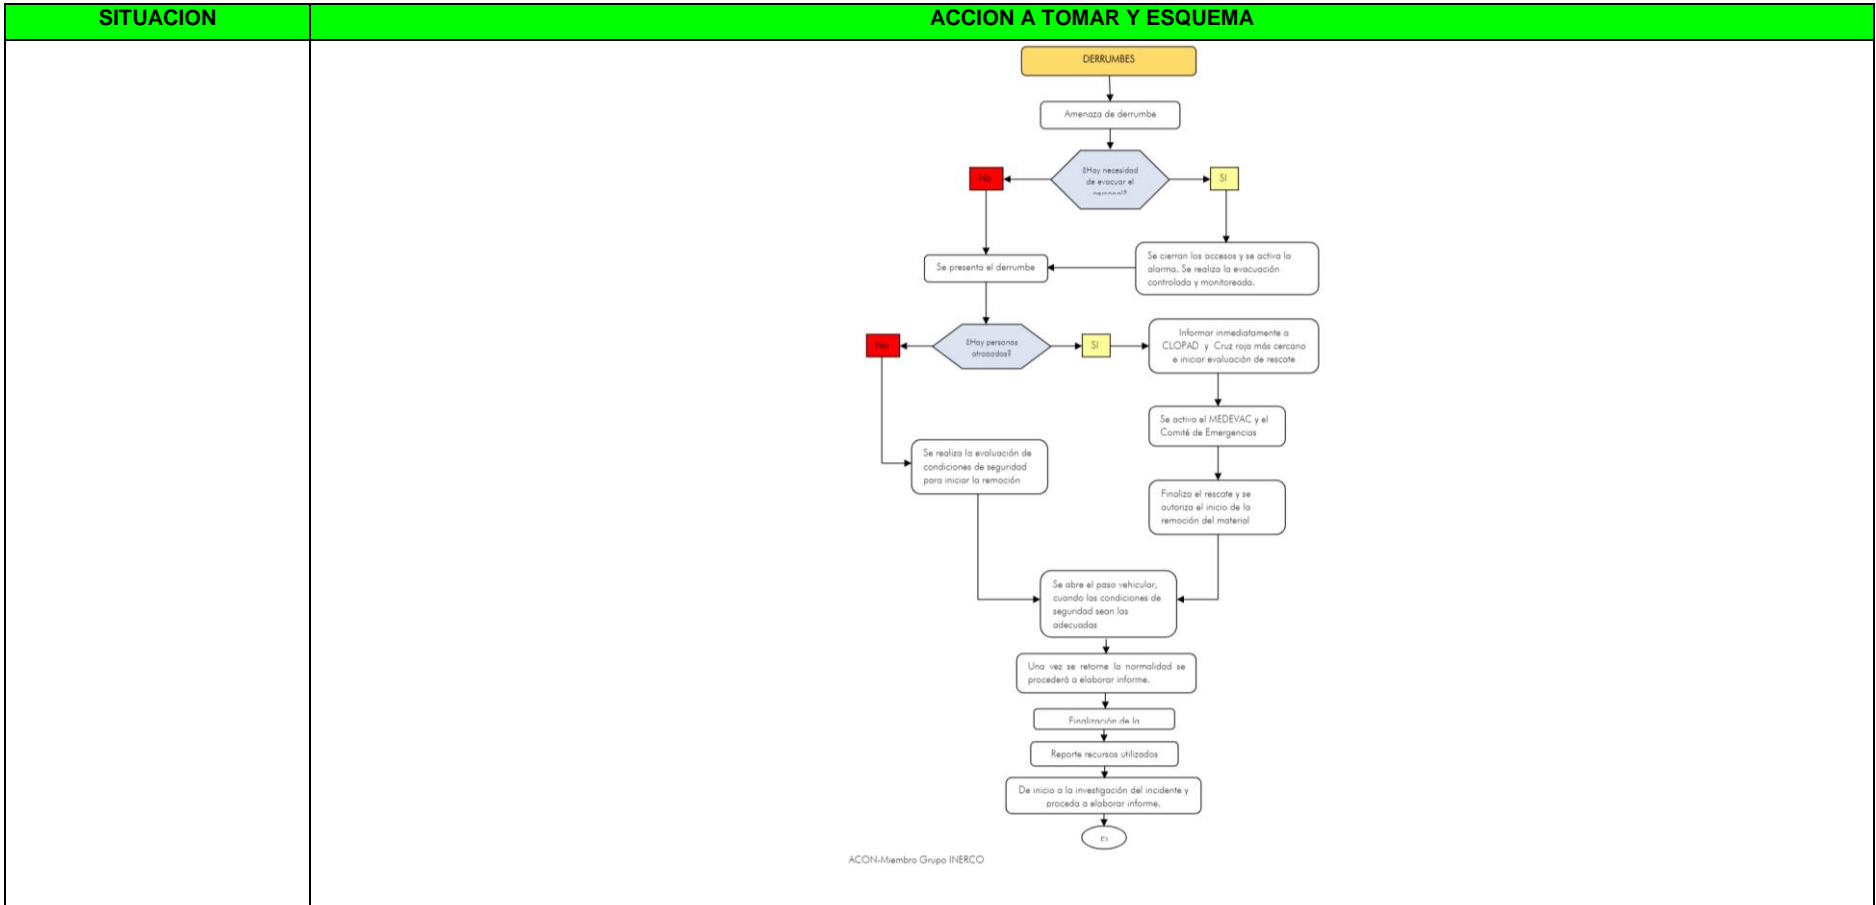 SITUACION
ACCION A TOMAR Y ESQUEMA
DERRUMBES
Amenaza de derrumbe
No
SI
de evacuar el
Se presenta el derrumbe
Se cierran los accesos y se activa la
alarma. Se realiza la evacuación
controlada y monitoreada.
No
SI
Informar inmediatamente a
CLOPAD y Cruz roja más cercano
e iniciar evaluación de rescate
Se activa el MEDEVAC y el
Comité de Emergencias
Se realiza la evaluación de
condiciones de seguridad
para iniciar la remoción
Finaliza el rescate y se
autoriza el inicio de la
remoción del material
Se abre el paso vehicular,
cuando las condiciones de
seguridad sean las
adecuadas
Una vez se retorne la normalidad se
procederá a elaborar informe.
Finalización de la
Reporte recursos utilizados
De inicio a la investigación del incidente y
proceda a elaborar informe.
ACON-Miembro Grupo INERCO